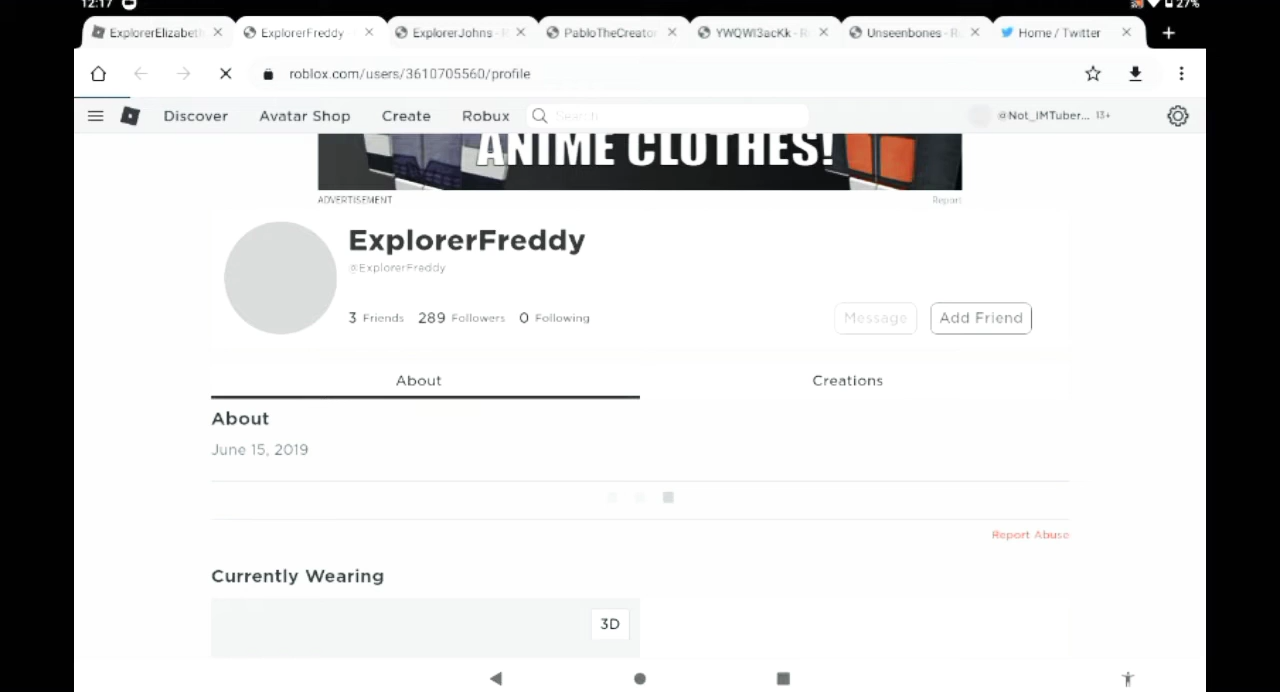 12:17 27%
ExplorerElizabeth ExplorerFreddy - ExplorerJohns - R PabloTheCreator YWQWI3acKk - R Unseenbones - R Home / Twitter
roblox.com/users/3610705560/profile
Discover Avatar Shop Create Robux Search @Not_IMTuber... 13+
ANIME CLOTHES!
ADVERTISEMENT Report
ExplorerFreddy
@ExplorerFreddy
3 Friends 289 Followers 0 Following Message Add Friend
About Creations
About
June 15, 2019
Report Abuse
Currently Wearing
3D